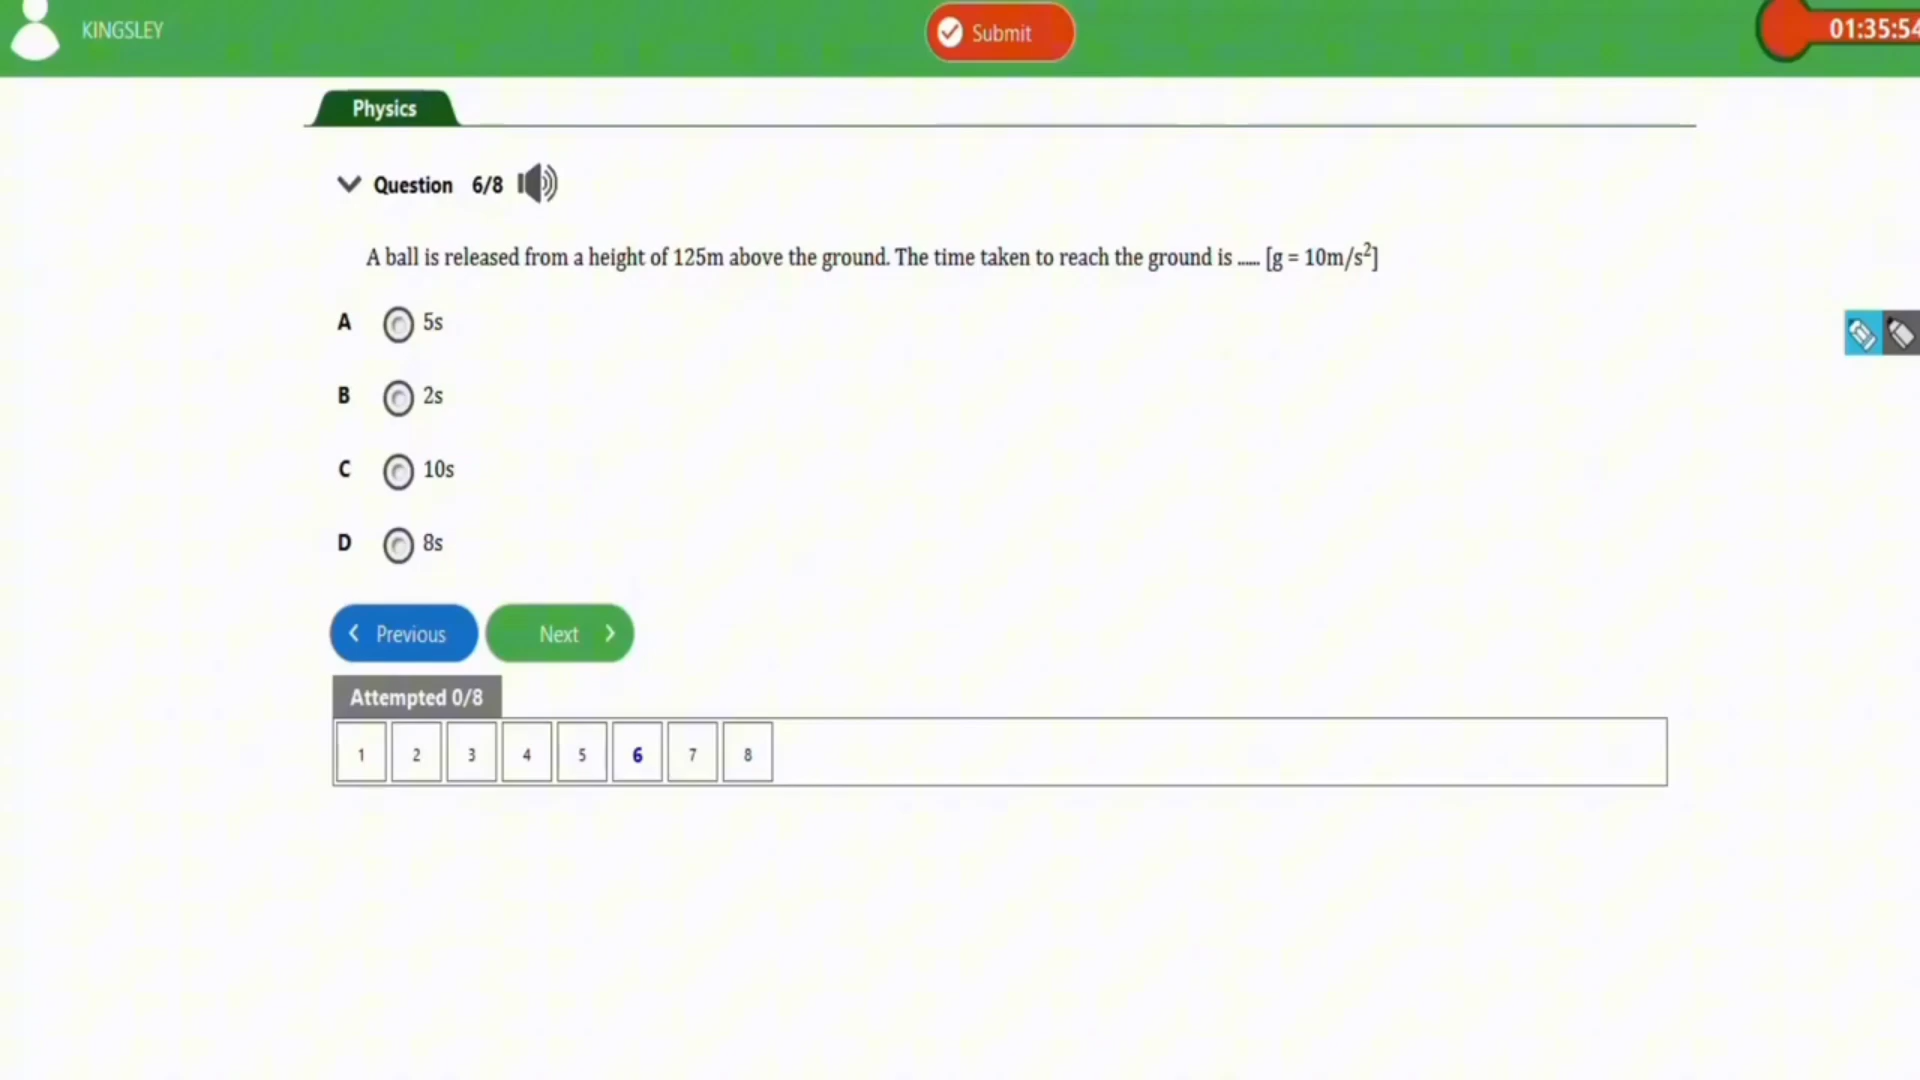 KINGSLEY
Submit
01:35:54
Physics
Question 6/8
A ball is released from a height of 125m above the ground. The time taken to reach the ground is ...... [g = 10m/s²]
A 5s
B 2s
C 10s
D 8s
Previous Next
Attempted 0/8
1 2 3 4 5 6 7 8